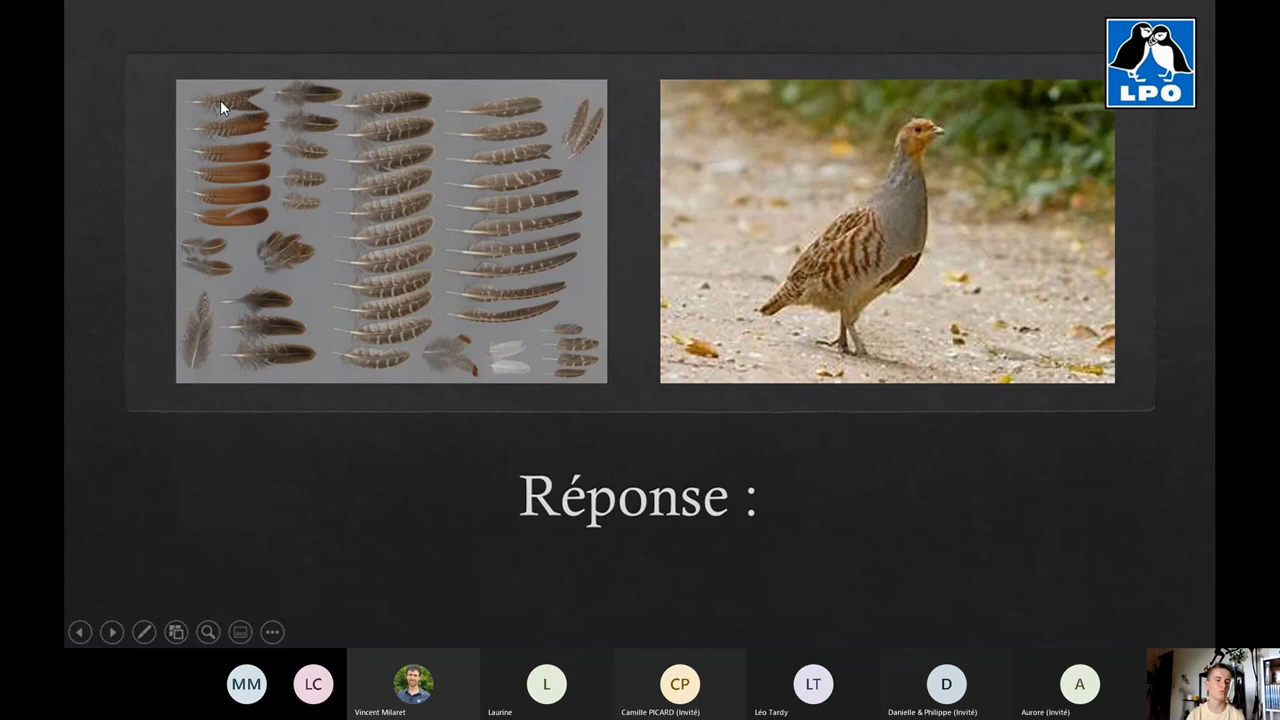 LPO
Réponse :
MM
LC
Vincent Milaret
L
Laurine
CP
Camille PICARD (Invité)
LT
Léo Tardy
D
Danielle & Philippe (Invité)
A
Aurore (Invité)